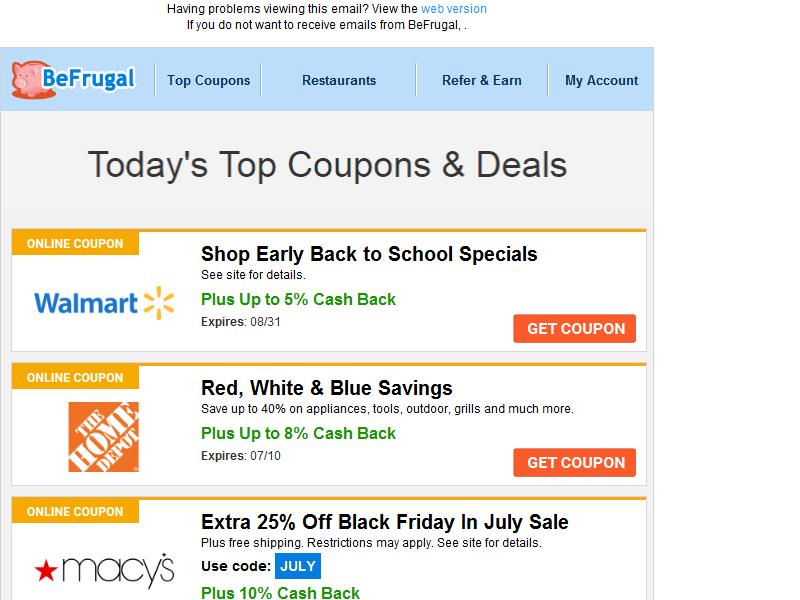 Having problems viewing this email? View the web version
If you do not want to receive emails from BeFrugal, .
BeFrugal
Top Coupons
Restaurants
Refer & Earn
My Account
Today's Top Coupons & Deals
ONLINE COUPON
Walmart
Shop Early Back to School Specials
See site for details.
Plus Up to 5% Cash Back
Expires: 08/31
GET COUPON
ONLINE COUPON
THE
HOME
DEPOT
Red, White & Blue Savings
Save up to 40% on appliances, tools, outdoor, grills and much more.
Plus Up to 8% Cash Back
Expires: 07/10
GET COUPON
ONLINE COUPON
macy's
Extra 25% Off Black Friday In July Sale
Plus free shipping. Restrictions may apply. See site for details.
Use code: JULY
Plus 10% Cash Back